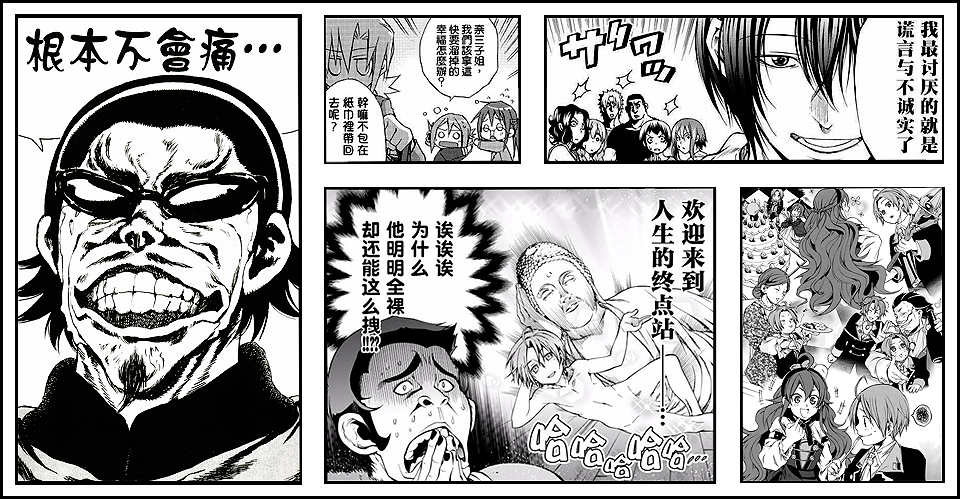 根本不會痛…
奈三子姐，
我們該拿這
快要溜掉的
幸福怎麼辦？
幹嘛不包在
紙巾裡帶回
去呢？
ザワッ
我最讨厌的就是
谎言与不诚实了
诶诶诶
为什么
他明明全裸
却还能这么拽!!??
欢迎来到
人生的终点站——……
哈哈哈哈哈…